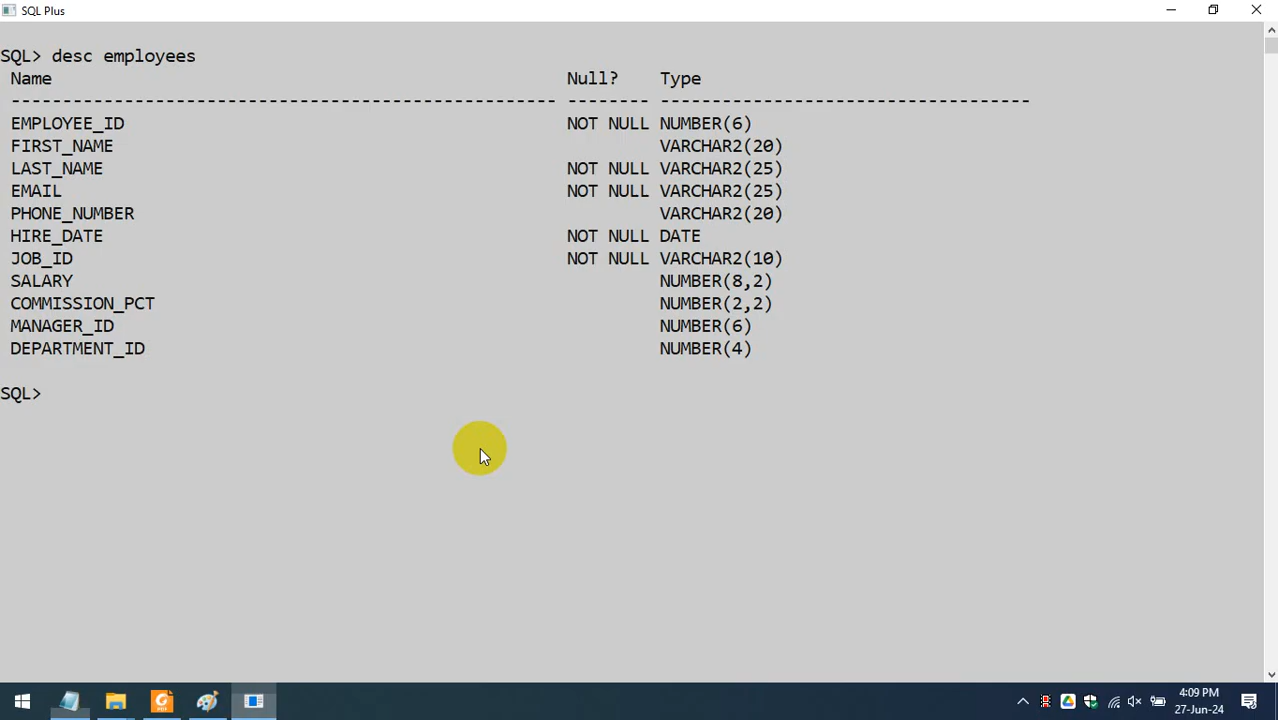 SQL Plus
SQL> desc employees
Name Null? Type
----------------------------------------------------- -------- ------------------------------------
EMPLOYEE_ID NOT NULL NUMBER(6)
FIRST_NAME VARCHAR2(20)
LAST_NAME NOT NULL VARCHAR2(25)
EMAIL NOT NULL VARCHAR2(25)
PHONE_NUMBER VARCHAR2(20)
HIRE_DATE NOT NULL DATE
JOB_ID NOT NULL VARCHAR2(10)
SALARY NUMBER(8,2)
COMMISSION_PCT NUMBER(2,2)
MANAGER_ID NUMBER(6)
DEPARTMENT_ID NUMBER(4)
SQL>
4:09 PM
27-Jun-24